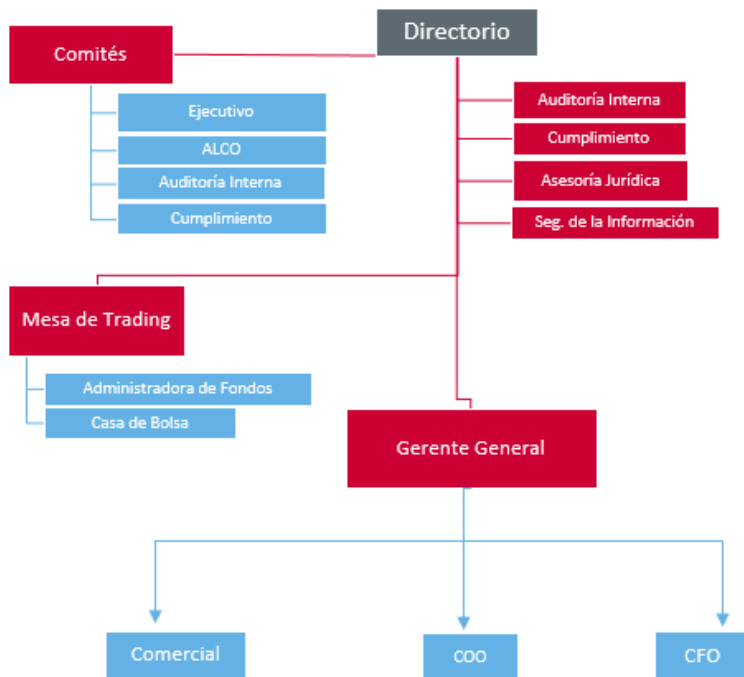 Directorio
Comités
Ejecutivo
ALCO
Auditoría Interna
Cumplimiento
Auditoría Interna
Cumplimiento
Asesoría Jurídica
Seg. de la Información
Mesa de Trading
Administradora de Fondos
Casa de Bolsa
Gerente General
Comercial
COO
CFO